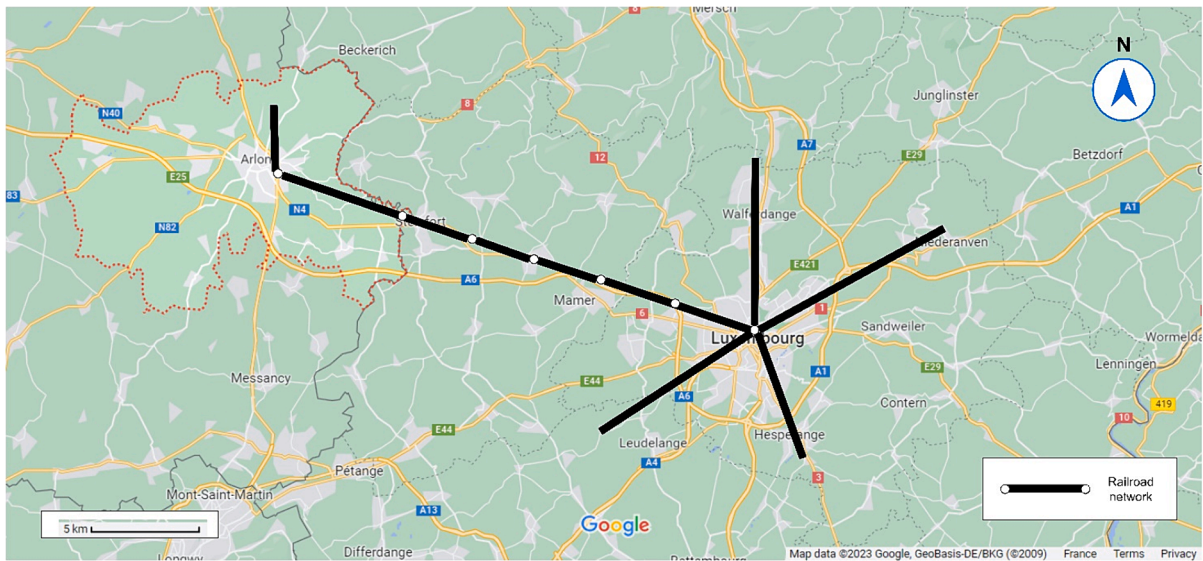 Mersch
8
Beckerich
N
N40
8
Junglinster
A7
E29
Betzdorf
12
Arlon
E25
83
N4
Walferdange
A1
N82
Niederanven
A6
E421
Mamer
6
1
Sandweiler
Luxembourg
E29
Lenningen
Messancy
E44
A6
A1
Contern
419
10
E44
Leudelange
Hespérange
A4
3
Pétange
Mont-Saint-Martin
Railroad
network
A13
5 km
Google
Differdange
Longwy
Map data ©2023 Google, GeoBasis-DE/BKG (©2009) France Terms Privacy